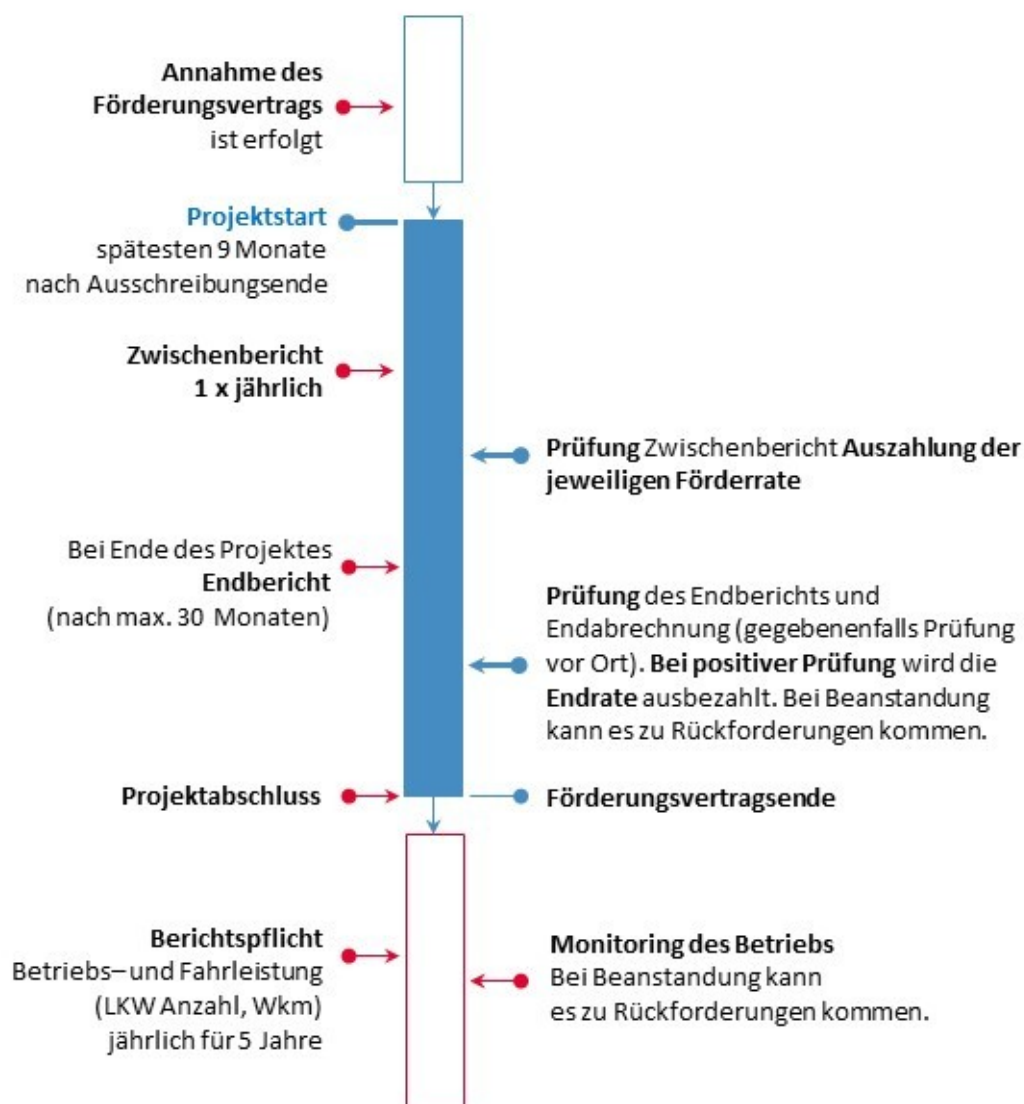 Annahme des
Förderungsvertrags
ist erfolgt
Projektstart
spätesten 9 Monate
nach Ausschreibungsende
Zwischenbericht
1 x jährlich
Prüfung Zwischenbericht Auszahlung der
jeweiligen Förderrate
Bei Ende des Projektes
Endbericht
(nach max. 30 Monaten)
Prüfung des Endberichts und
Endabrechnung (gegebenenfalls Prüfung
vor Ort). Bei positiver Prüfung wird die
Endrate ausbezahlt. Bei Beanstandung
kann es zu Rückforderungen kommen.
Projektabschluss
Förderungsvertragsende
Berichtspflicht
Betriebs– und Fahrleistung
(LKW Anzahl, Wkm)
jährlich für 5 Jahre
Monitoring des Betriebs
Bei Beanstandung kann
es zu Rückforderungen kommen.